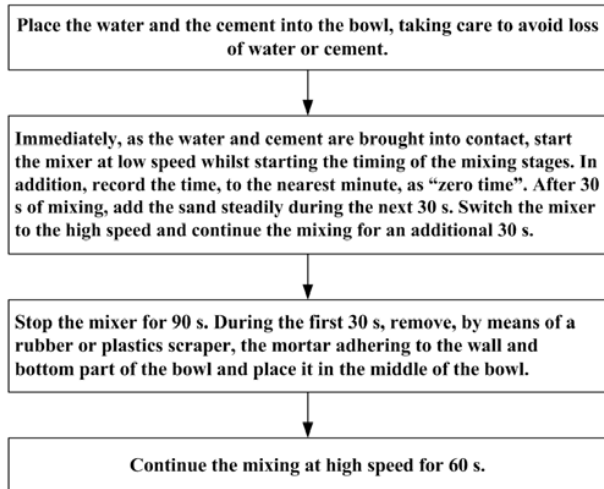 Place the water and the cement into the bowl, taking care to avoid loss
of water or cement.
Immediately, as the water and cement are brought into contact, start
the mixer at low speed whilst starting the timing of the mixing stages. In
addition, record the time, to the nearest minute, as “zero time”. After 30
s of mixing, add the sand steadily during the next 30 s. Switch the mixer
to the high speed and continue the mixing for an additional 30 s.
Stop the mixer for 90 s. During the first 30 s, remove, by means of a
rubber or plastics scraper, the mortar adhering to the wall and
bottom part of the bowl and place it in the middle of the bowl.
Continue the mixing at high speed for 60 s.